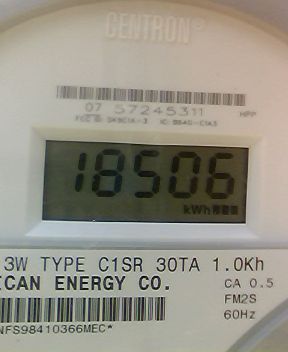 CENTRON®
07 57245311 HPP
18506
kWh
3W TYPE C1SR 30TA 1.0Kh
ICAN ENERGY CO. CA 0.5
FM2S
NFS98410366MEC* 60Hz